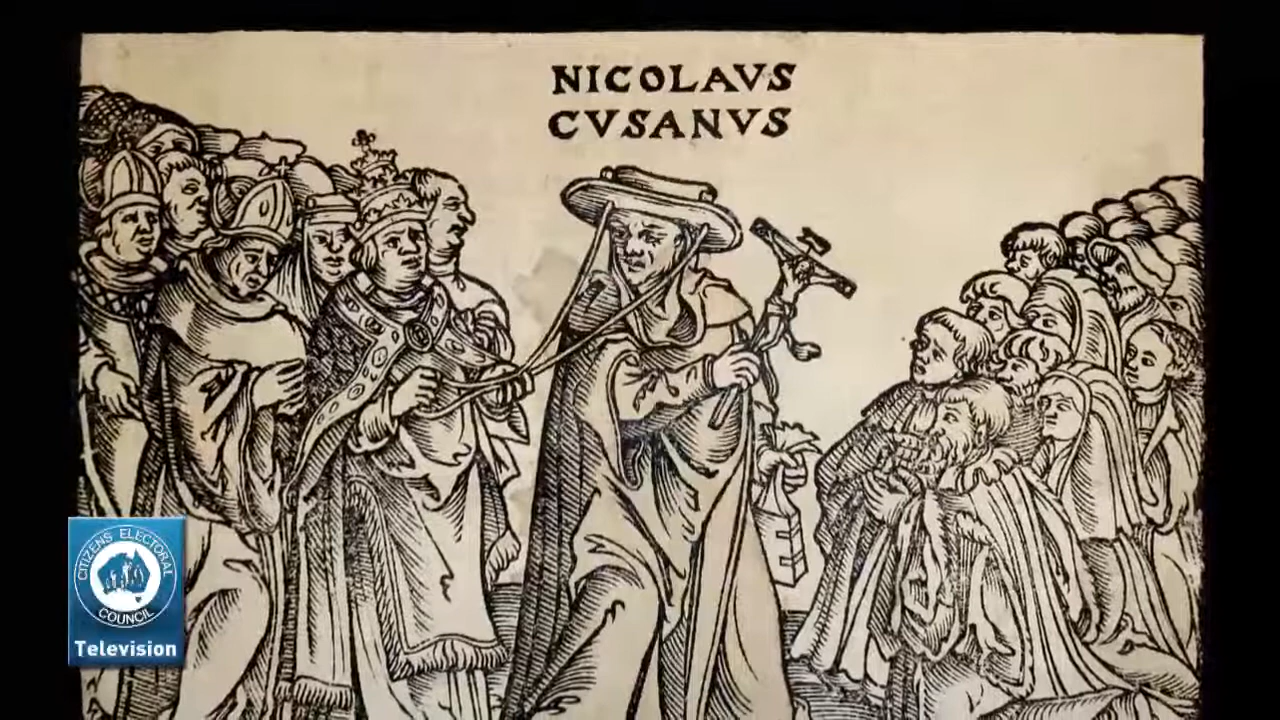 NICOLAVS
CVSANVS
CITIZENS ELECTORAL
COUNCIL
Television